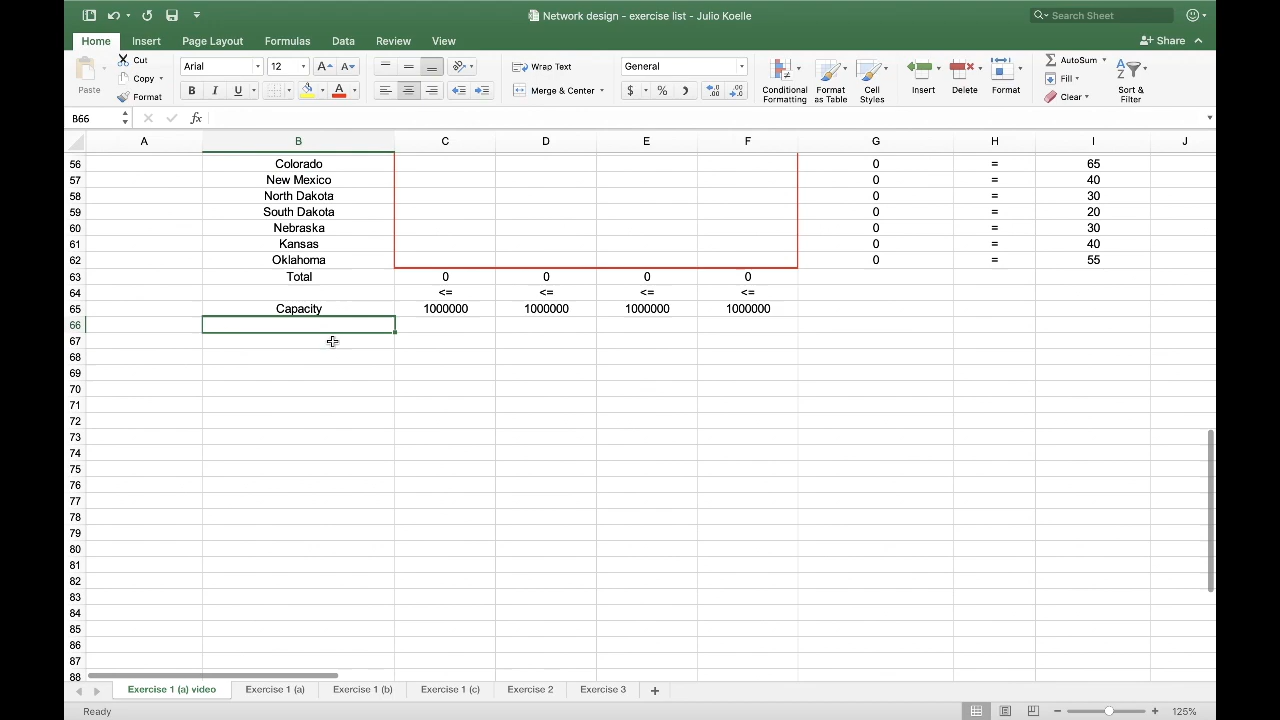 Network design - exercise list - Julio Koelle
Search Sheet
Home Insert Page Layout Formulas Data Review View
Share
Paste
Cut
Copy
Format
Arial 12
B I U
A
Wrap Text
Merge & Center
General
$ % )
Conditional Formatting
Format as Table
Cell Styles
Insert Delete Format
AutoSum
Fill
Clear
Sort & Filter
B66 fx
A B C D E F G H I J
56 Colorado 0 = 65
57 New Mexico 0 = 40
58 North Dakota 0 = 30
59 South Dakota 0 = 20
60 Nebraska 0 = 30
61 Kansas 0 = 40
62 Oklahoma 0 = 55
63 Total 0 0 0 0
64 <= <= <= <=
65 Capacity 1000000 1000000 1000000 1000000
66
67
68
69
70
71
72
73
74
75
76
77
78
79
80
81
82
83
84
85
86
87
88
Exercise 1 (a) video Exercise 1 (a) Exercise 1 (b) Exercise 1 (c) Exercise 2 Exercise 3
Ready 125%